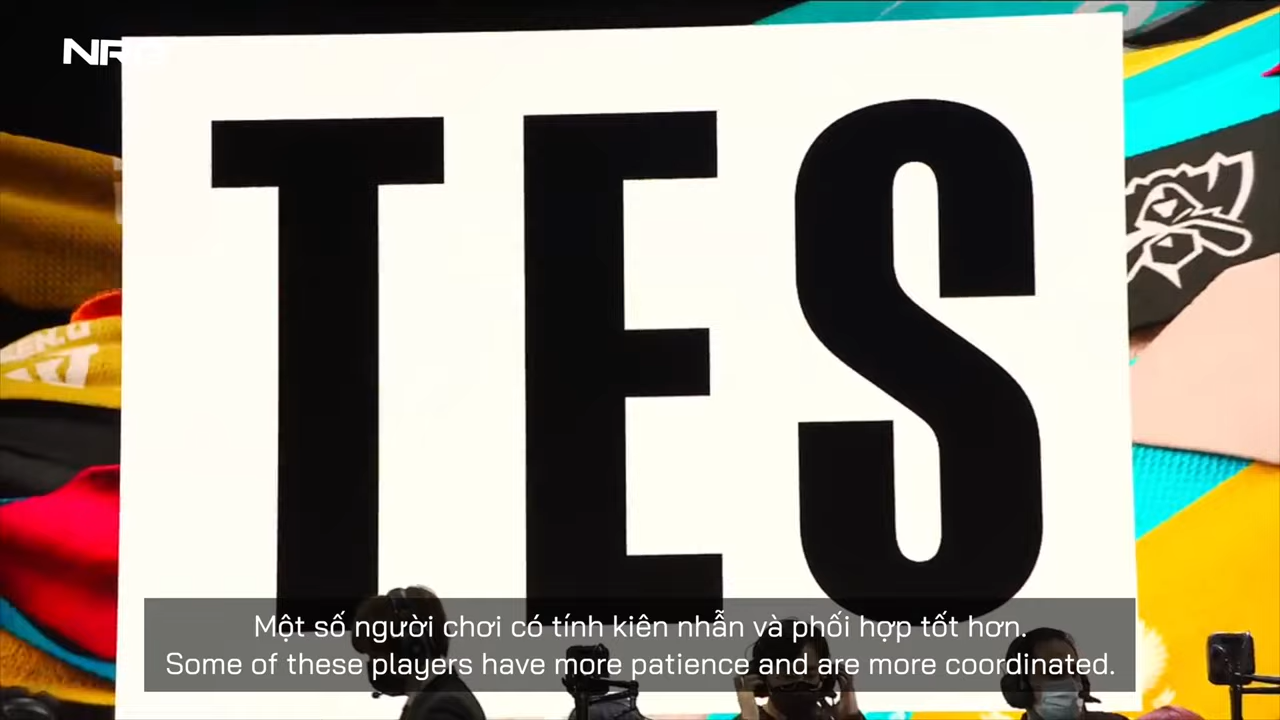 NRG
TES
Một số người chơi có tính kiên nhẫn và phối hợp tốt hơn.
Some of these players have more patience and are more coordinated.